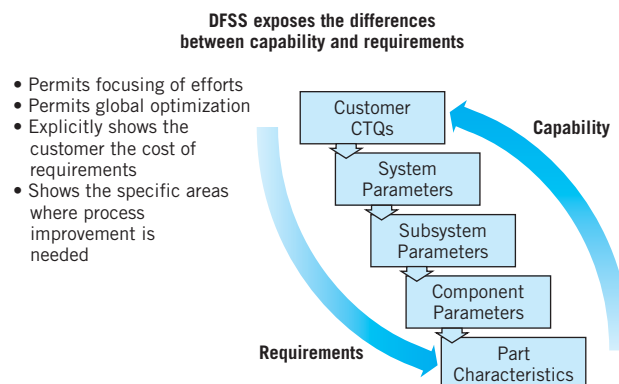 DFSS exposes the differences
between capability and requirements
• Permits focusing of efforts
• Permits global optimization
• Explicitly shows the
customer the cost of
requirements
• Shows the specific areas
where process
improvement is
needed
Customer
CTQs
Capability
System
Parameters
Subsystem
Parameters
Component
Parameters
Requirements
Part
Characteristics